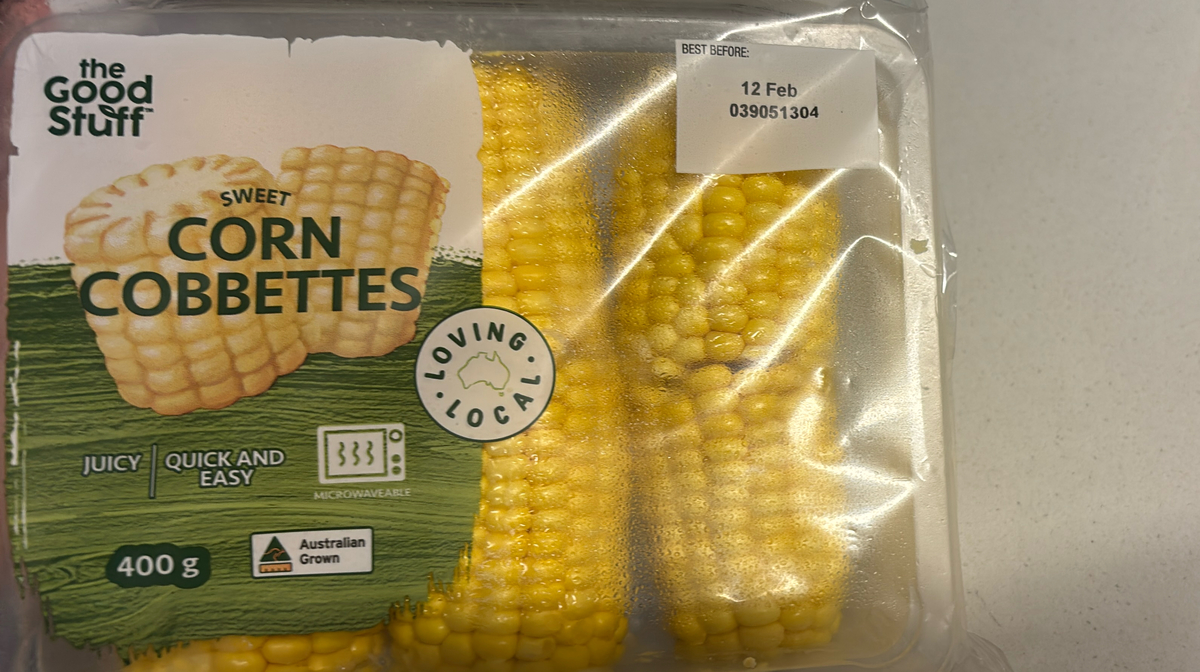 the
Good
Stuff™
SWEET
CORN
COBBETTES
LOVING
LOCAL
JUICY | QUICK AND
EASY
MICROWAVEABLE
400 g
Australian
Grown
BEST BEFORE:
12 Feb
039051304